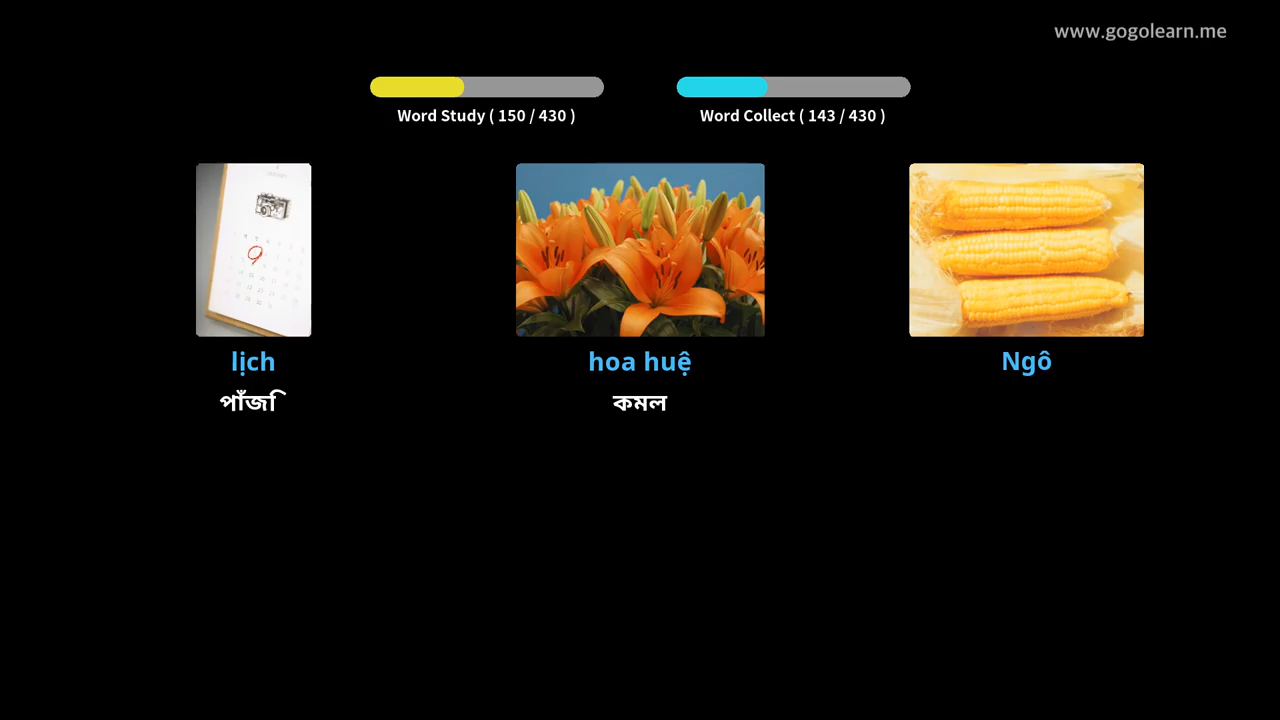 www.gogolearn.me
Word Study ( 150 / 430 )
Word Collect ( 143 / 430 )
lịch
hoa huệ
Ngô
পাঁজি
কমল